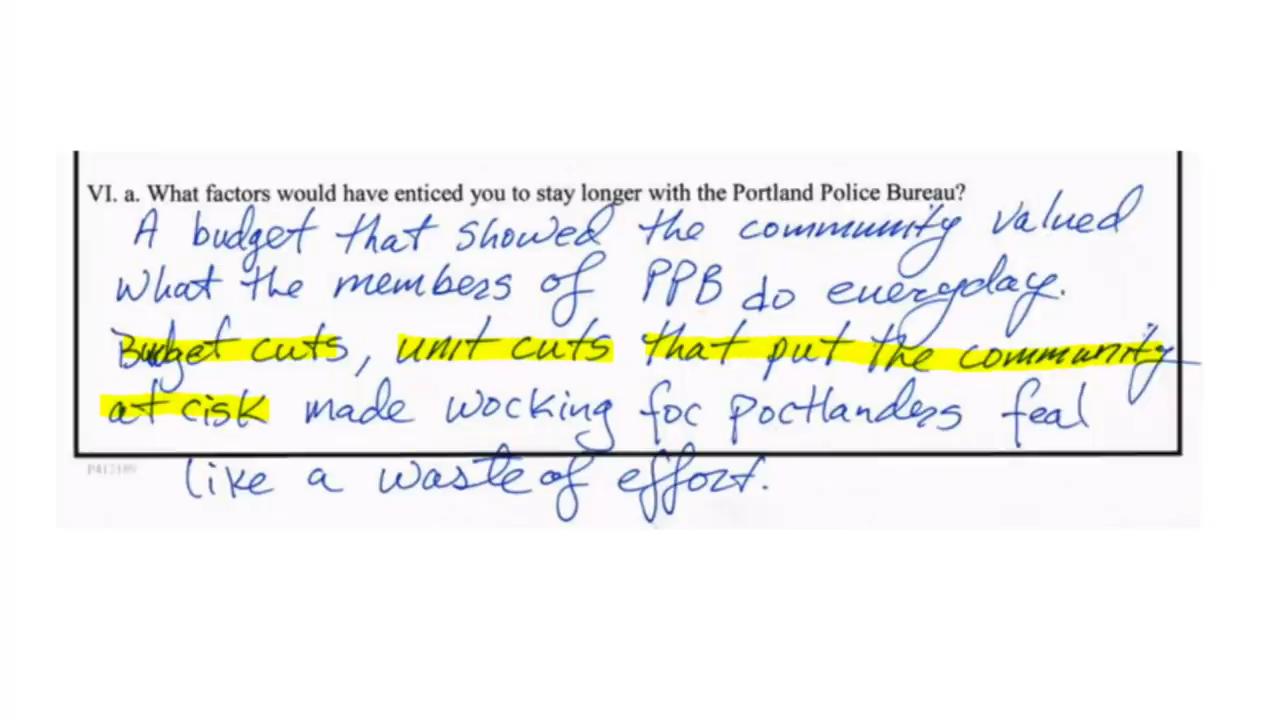 VI. a. What factors would have enticed you to stay longer with the Portland Police Bureau?
A budget that showed the community valued
what the members of PPB do everyday.
Budget cuts, unit cuts that put the community
at risk made working for Portlanders feal
P412189
like a waste of effort.